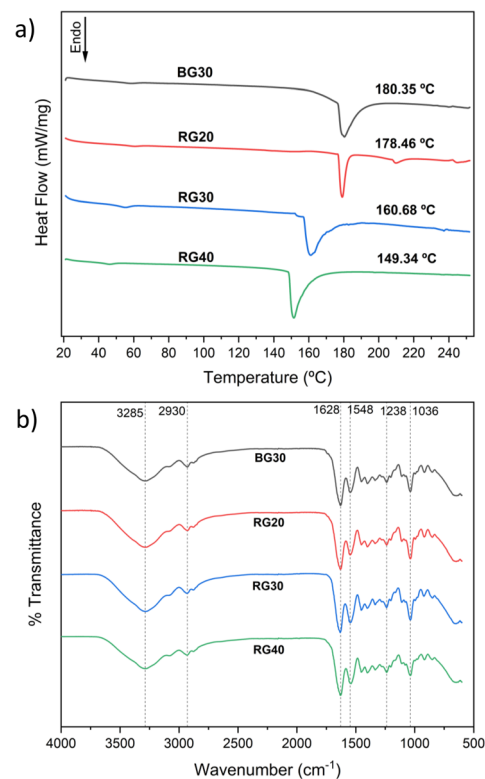 a)
Endo
BG30
180.35 ºC
RG20
178.46 ºC
RG30
160.68 ºC
RG40
149.34 ºC
Heat Flow (mW/mg)
20 40 60 80 100 120 140 160 180 200 220 240
Temperature (ºC)
b)
3285 2930 1628 1548 1238 1036
BG30
RG20
RG30
RG40
% Transmittance
4000 3500 3000 2500 2000 1500 1000 500
Wavenumber (cm-1)